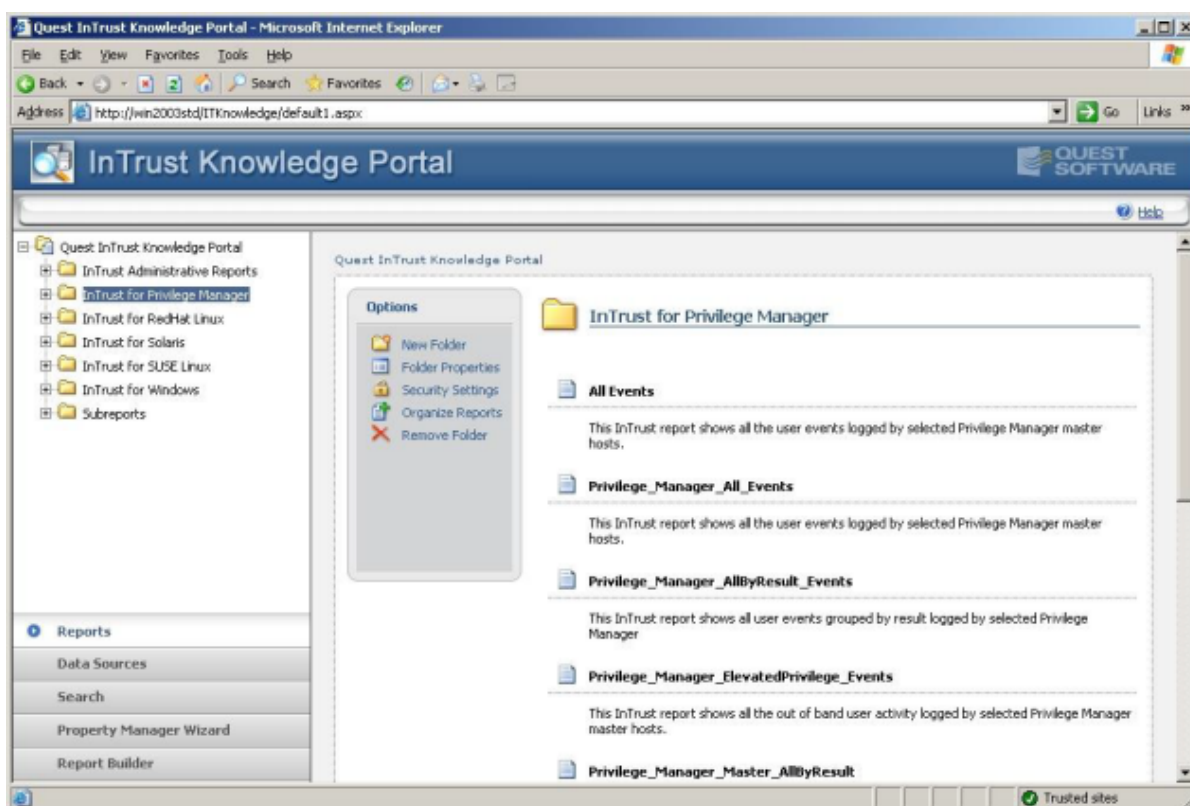 Quest InTrust Knowledge Portal - Microsoft Internet Explorer
File Edit View Favorites Tools Help
Back Search Favorites
Address http://win2003std/ITKnowledge/default1.aspx Go Links »
InTrust Knowledge Portal QUEST SOFTWARE
Help
Quest InTrust Knowledge Portal
InTrust Administrative Reports
InTrust for Privilege Manager
InTrust for RedHat Linux
InTrust for Solaris
InTrust for SUSE Linux
InTrust for Windows
Subreports
Reports
Data Sources
Search
Property Manager Wizard
Report Builder
Quest InTrust Knowledge Portal
Options
New Folder
Folder Properties
Security Settings
Organize Reports
Remove Folder
InTrust for Privilege Manager
All Events
This InTrust report shows all the user events logged by selected Privilege Manager master
hosts.
Privilege_Manager_All_Events
This InTrust report shows all the user events logged by selected Privilege Manager master
hosts.
Privilege_Manager_AllByResult_Events
This InTrust report shows all user events grouped by result logged by selected Privilege
Manager
Privilege_Manager_ElevatedPrivilege_Events
This InTrust report shows all the out of band user activity logged by selected Privilege Manager
master hosts.
Privilege_Manager_Master_AllByResult
Trusted sites